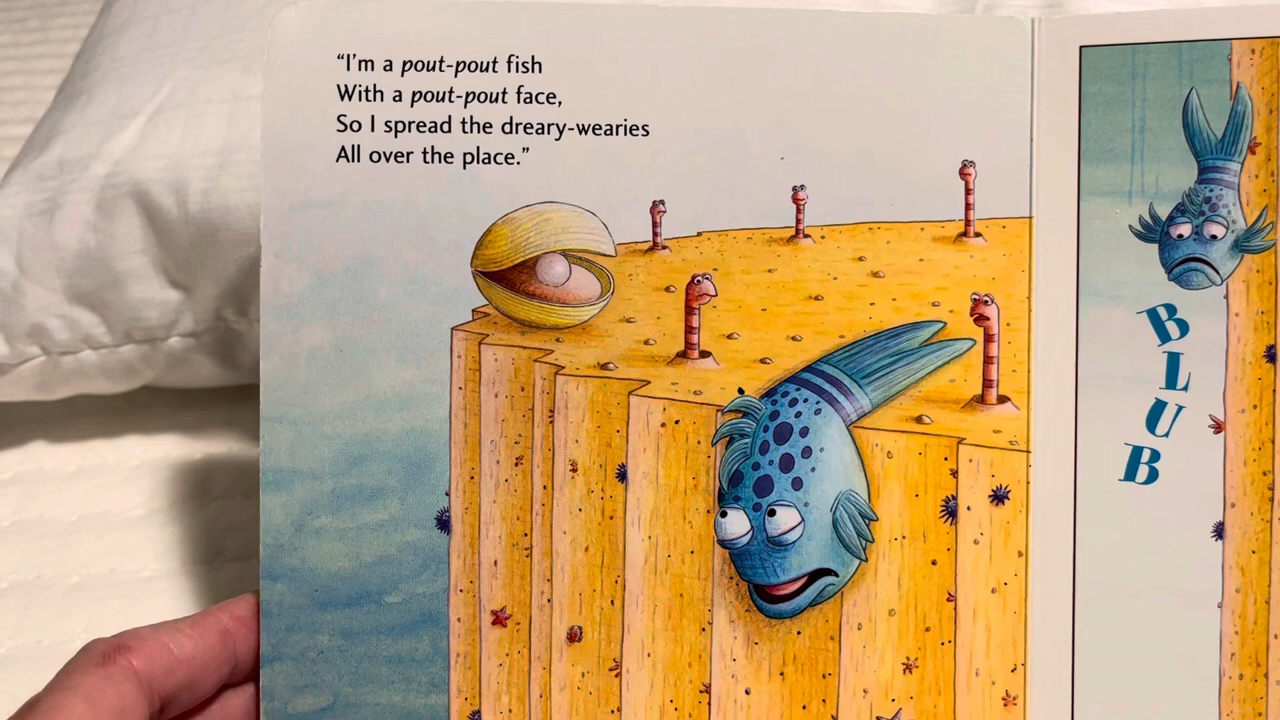 “I’m a pout-pout fish
With a pout-pout face,
So I spread the dreary-wearies
All over the place.”
BLUB